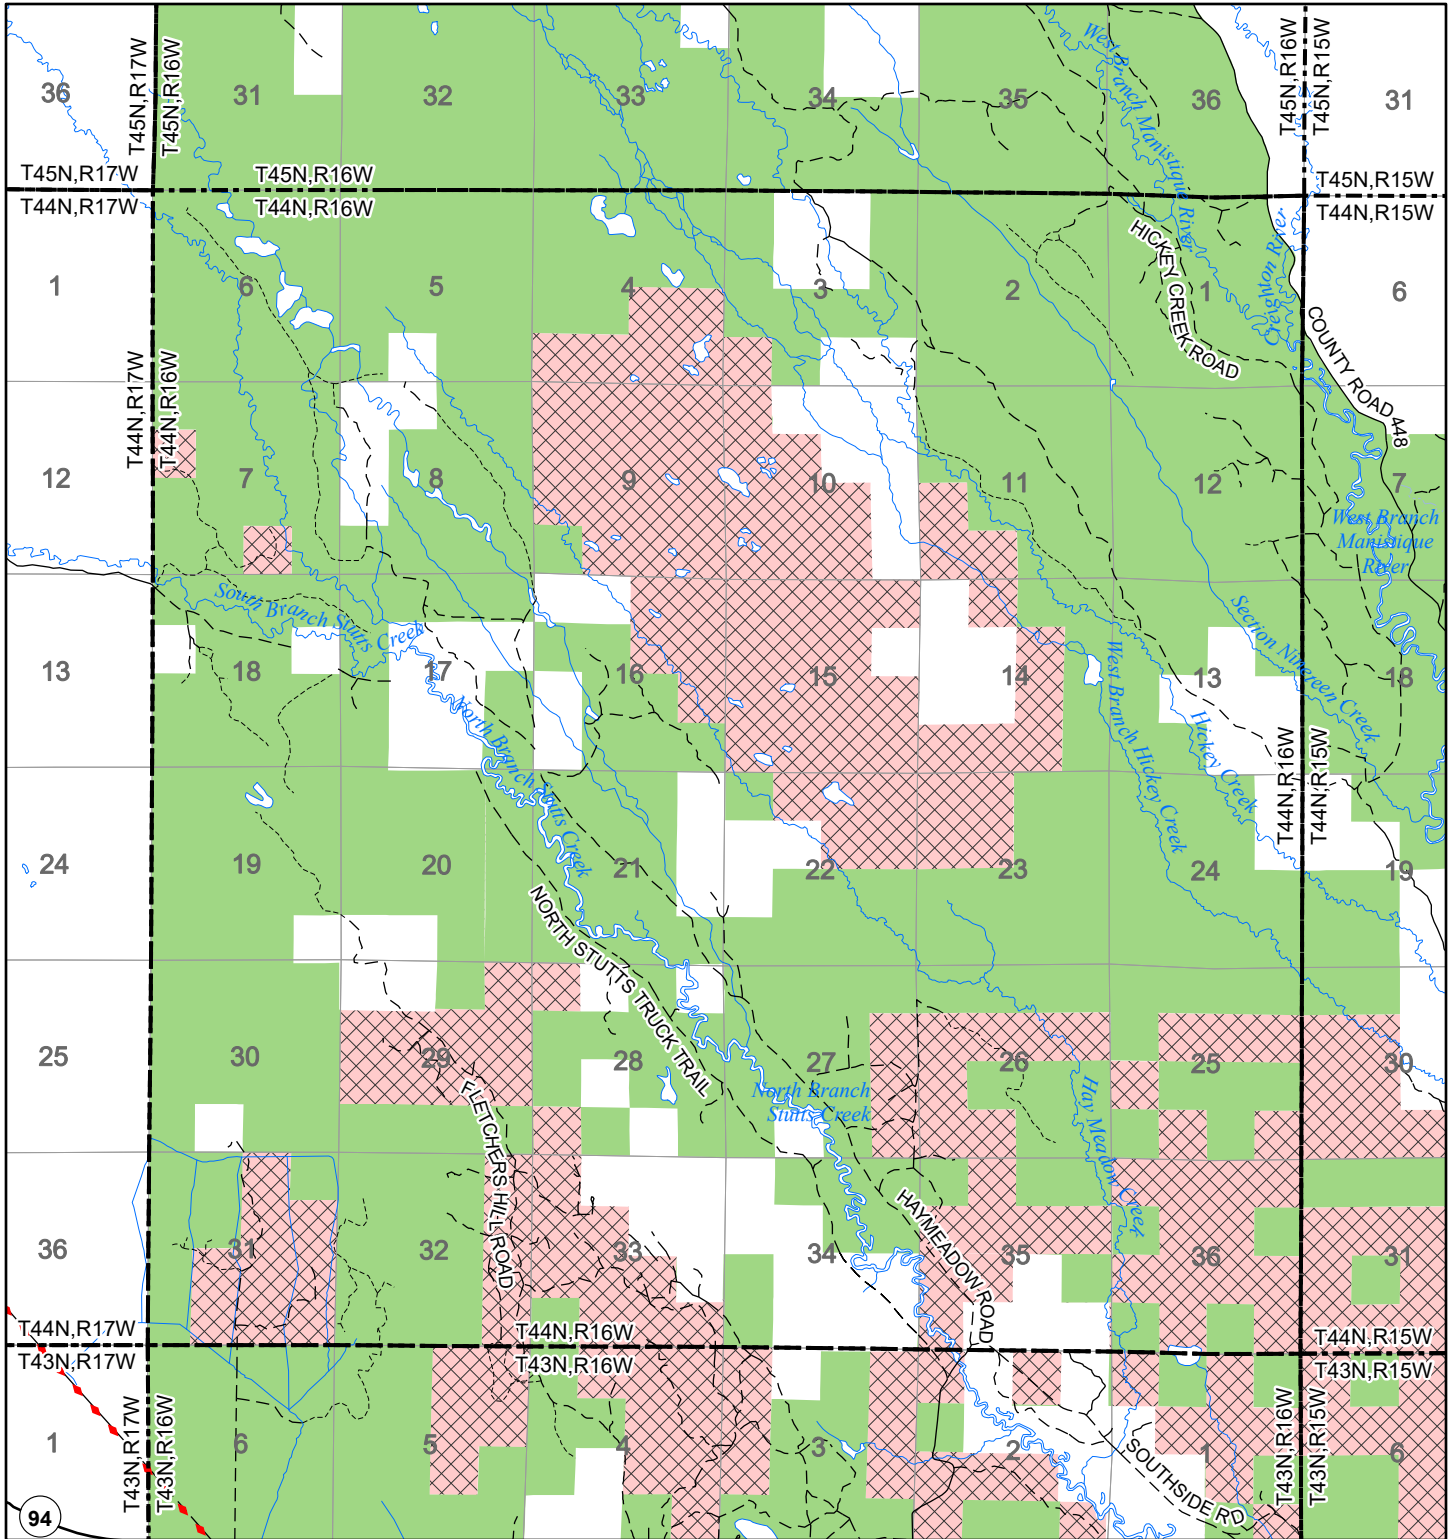 T45N,R17W
T45N,R16W
T45N,R16W
T45N,R15W
36
31
32
33
34
35
36
31
West Branch Manistique River
T45N,R17W
T45N,R16W
T45N,R15W
T44N,R17W
T44N,R16W
T44N,R15W
Creighton River
HICKEY CREEK ROAD
1
6
5
4
3
2
1
6
COUNTY ROAD 448
T44N,R17W
T44N,R16W
12
7
8
9
10
11
12
7
West Branch
Manistique
River
South Branch Stutts Creek
Section Nineteen Creek
13
18
17
16
15
14
13
18
North Branch Stutts Creek
West Branch Hickey Creek
Hickey Creek
T44N,R16W
T44N,R15W
24
19
20
21
22
23
24
19
NORTH STUTTS TRUCK TRAIL
25
30
29
28
27
26
25
30
FLETCHERS HILL ROAD
North Branch
Stutts Creek
Hay Meadow Creek
HAYMEADOW ROAD
36
31
32
33
34
35
36
31
T44N,R17W
T44N,R16W
T44N,R15W
T43N,R17W
T43N,R16W
T43N,R15W
T43N,R17W
T43N,R16W
T43N,R16W
T43N,R15W
1
6
5
4
3
2
1
6
SOUTHSIDE RD
94